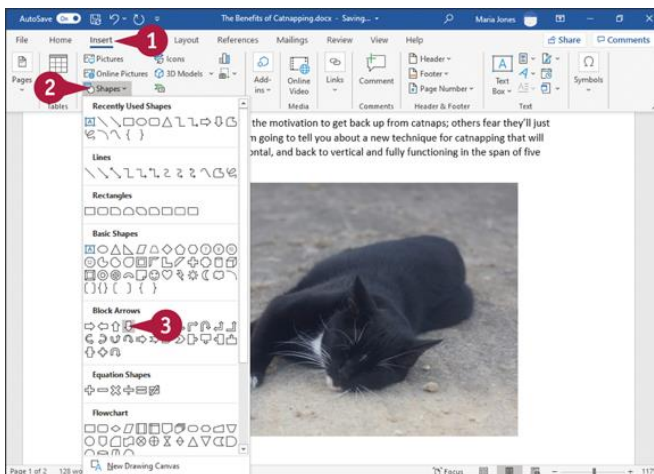 AutoSave On The Benefits of Catnapping.docx - Saving... Maria Jones
File Home Insert Layout References Mailings Review View Help Share Comments
1
Pages
Tables
Pictures
Online Pictures
Shapes
2
Icons
3D Models
Add-ins
Online Video
Media
Links
Comment
Comments
Header
Footer
Page Number
Header & Footer
Text Box
Text
Symbols
Recently Used Shapes
Lines
Rectangles
Basic Shapes
Block Arrows
3
Equation Shapes
Flowchart
New Drawing Canvas
the motivation to get back up from catnaps; others fear they'll just
m going to tell you about a new technique for catnapping that will
ontal, and back to vertical and fully functioning in the span of five
Page 1 of 2 128 wo Focus 117